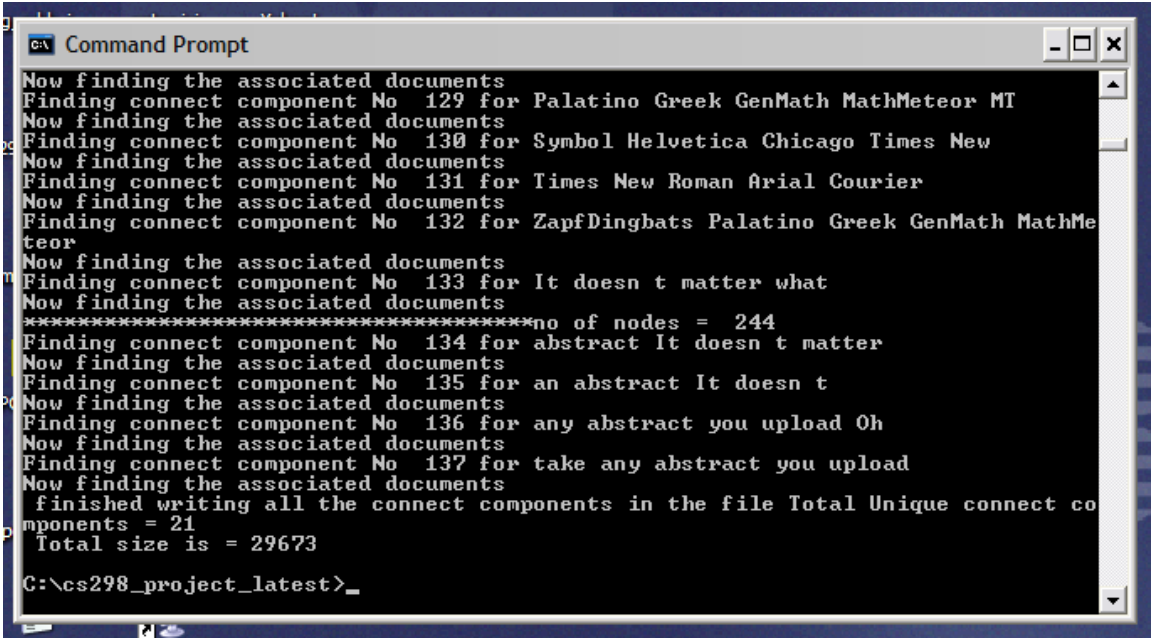 Command Prompt
Now finding the associated documents
Finding connect component No  129 for Palatino Greek GenMath MathMeteor MT
Now finding the associated documents
Finding connect component No  130 for Symbol Helvetica Chicago Times New
Now finding the associated documents
Finding connect component No  131 for Times New Roman Arial Courier
Now finding the associated documents
Finding connect component No  132 for ZapfDingbats Palatino Greek GenMath MathMe
teor
Now finding the associated documents
Finding connect component No  133 for It doesn t matter what
Now finding the associated documents
**************************************no of nodes =  244
Finding connect component No  134 for abstract It doesn t matter
Now finding the associated documents
Finding connect component No  135 for an abstract It doesn t
Now finding the associated documents
Finding connect component No  136 for any abstract you upload Oh
Now finding the associated documents
Finding connect component No  137 for take any abstract you upload
Now finding the associated documents
 finished writing all the connect components in the file Total Unique connect co
mponents = 21
 Total size is = 29673
C:\cs298_project_latest>_